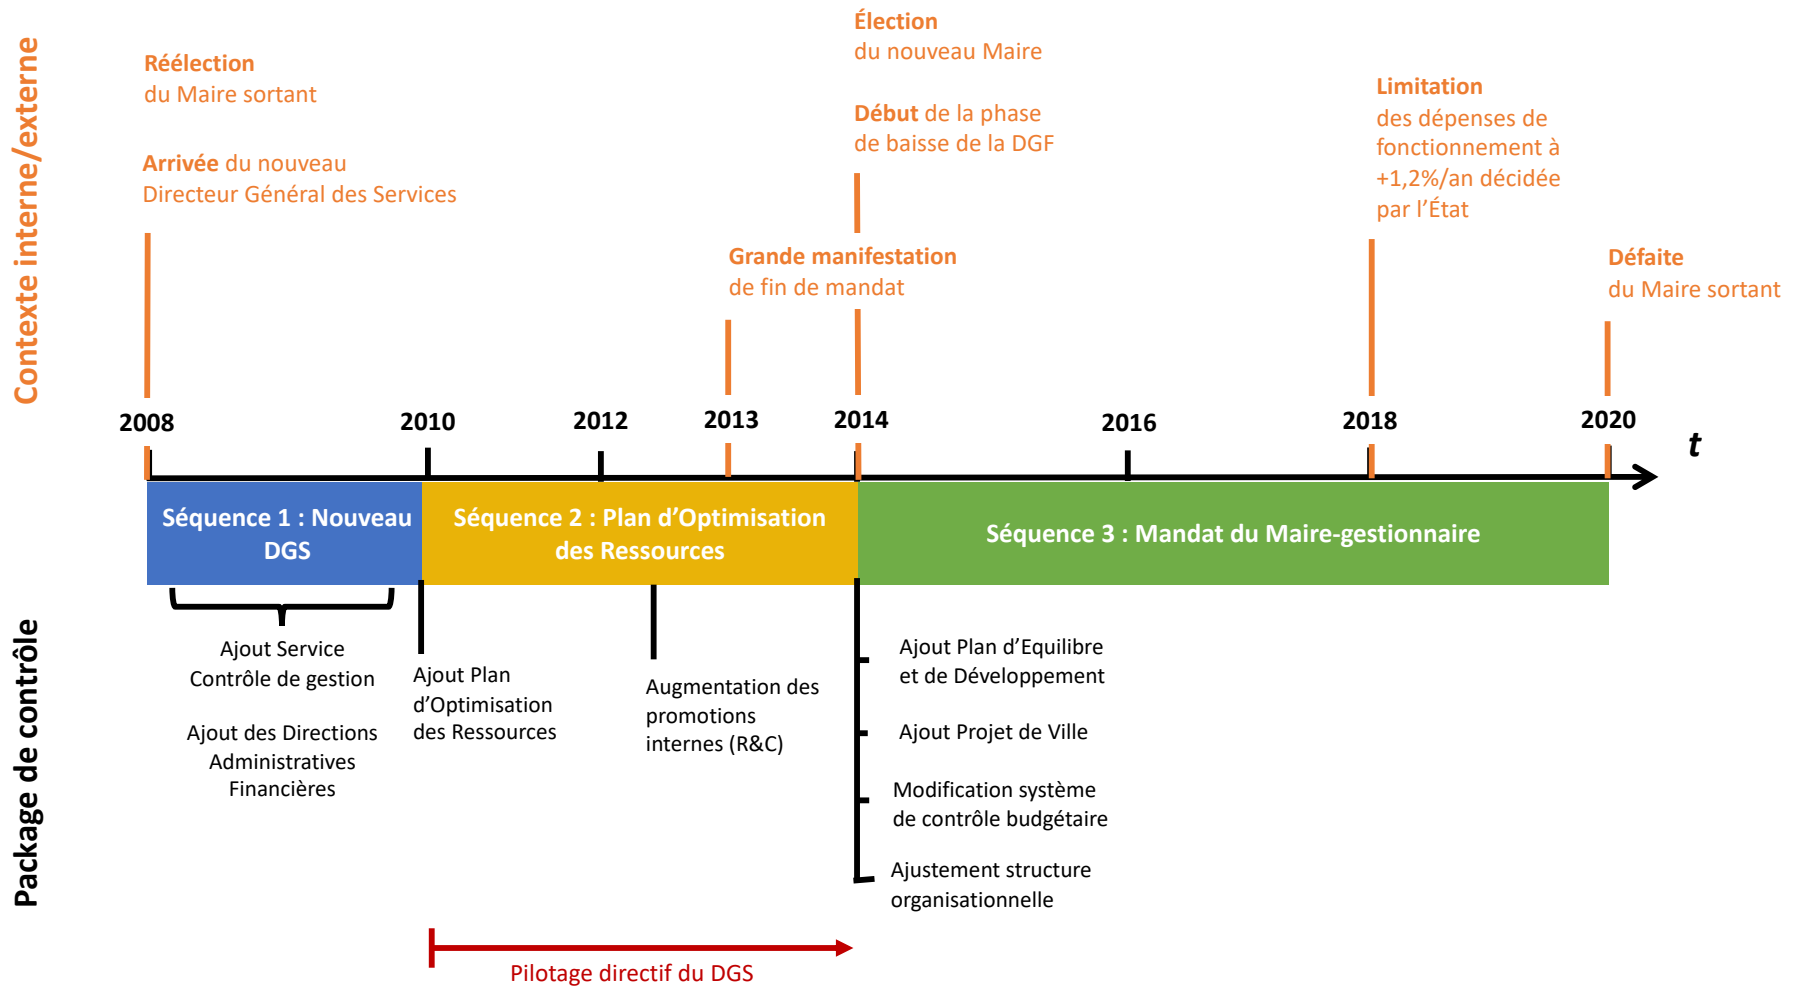 Contexte interne/externe
Réélection
du Maire sortant
Arrivée du nouveau
Directeur Général des Services
Élection
du nouveau Maire
Début de la phase
de baisse de la DGF
Grande manifestation
de fin de mandat
Limitation
des dépenses de
fonctionnement à
+1,2%/an décidée
par l’État
Défaite
du Maire sortant
2008
2010
2012
2013
2014
2016
2018
2020
t
Séquence 1 : Nouveau
DGS
Séquence 2 : Plan d’Optimisation
des Ressources
Séquence 3 : Mandat du Maire-gestionnaire
Package de contrôle
Ajout Service
Contrôle de gestion
Ajout des Directions
Administratives
Financières
Ajout Plan
d’Optimisation
des Ressources
Augmentation des
promotions
internes (R&C)
Ajout Plan d’Equilibre
et de Développement
Ajout Projet de Ville
Modification système
de contrôle budgétaire
Ajustement structure
organisationnelle
Pilotage directif du DGS